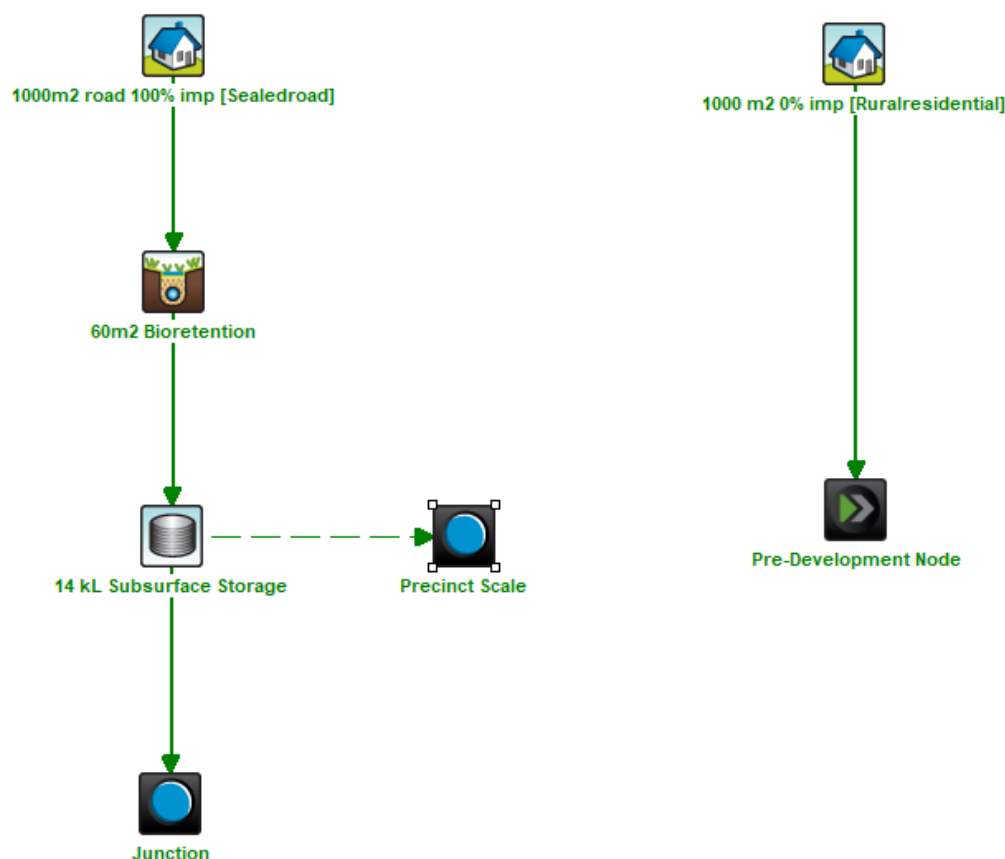 1000m2 road 100% imp [Sealedroad]
1000 m2 0% imp [Ruralresidential]
60m2 Bioretention
14 kL Subsurface Storage
Precinct Scale
Pre-Development Node
Junction